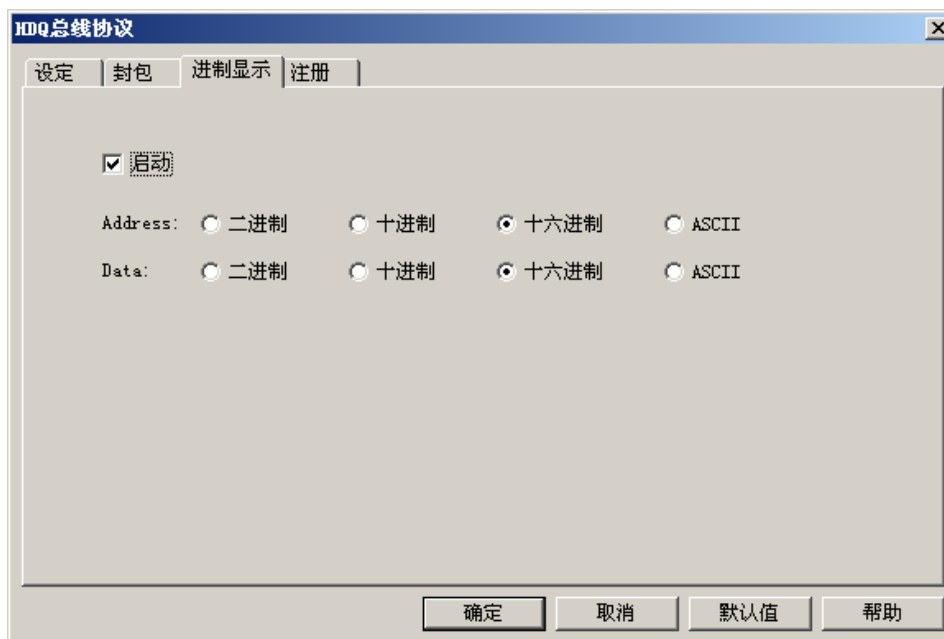 HDQ总线协议
设定 封包 进制显示 注册
启动
Address: 二进制 十进制 十六进制 ASCII
Data: 二进制 十进制 十六进制 ASCII
确定 取消 默认值 帮助